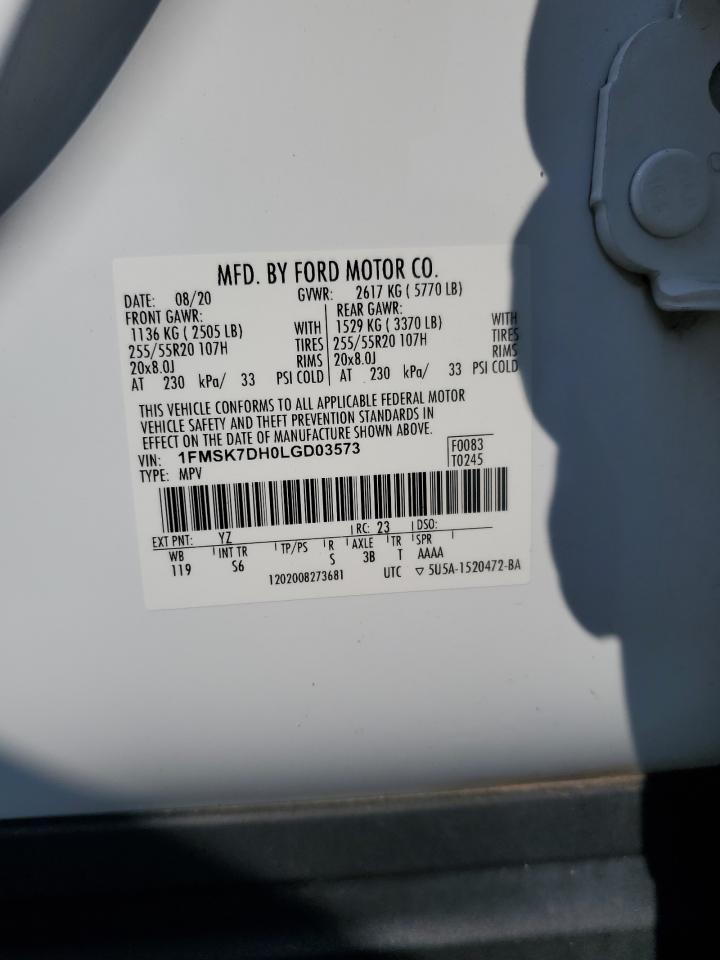 MFD. BY FORD MOTOR CO.
DATE: 08/20 GVWR: 2617 KG ( 5770 LB)
FRONT GAWR: REAR GAWR:
1136 KG ( 2505 LB) WITH 1529 KG ( 3370 LB) WITH
255/55R20 107H TIRES 255/55R20 107H TIRES
20x8.0J RIMS 20x8.0J RIMS
AT 230 kPa/ 33 PSI COLD AT 230 kPa/ 33 PSI COLD
THIS VEHICLE CONFORMS TO ALL APPLICABLE FEDERAL MOTOR
VEHICLE SAFETY AND THEFT PREVENTION STANDARDS IN
EFFECT ON THE DATE OF MANUFACTURE SHOWN ABOVE.
VIN: 1FMSK7DH0LGD03573 F0083
TYPE: MPV T0245
EXT PNT: YZ RC: 23 DSO:
WB INT TR TP/PS R AXLE TR SPR
119 S6 S 3B T AAAA
1202008273681 UTC ▽ 5U5A-1520472-BA